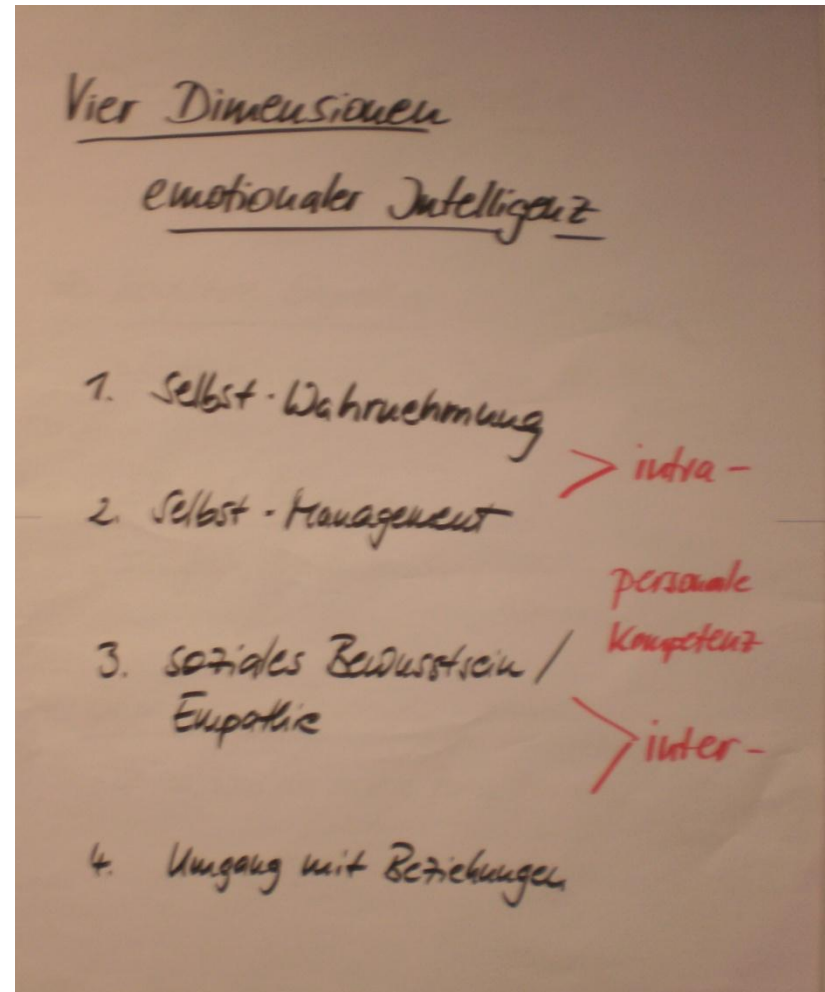 Vier Dimensionen
emotionaler Intelligenz
1. Selbst-Wahrnehmung
intra-
2. Selbst-Management
personale
Kompetenz
3. soziales Bewusstsein /
Empathie
inter-
4. Umgang mit Beziehungen